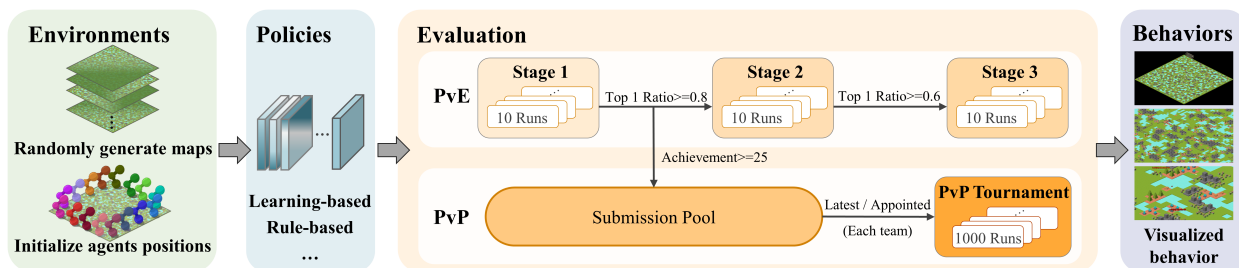 Environments
Randomly generate maps
Initialize agents positions
Policies
...
Learning-based
Rule-based
...
Evaluation
PvE
Stage 1
...
10 Runs
Top 1 Ratio>=0.8
Stage 2
...
10 Runs
Top 1 Ratio>=0.6
Stage 3
...
10 Runs
Achievement>=25
PvP
Submission Pool
Latest / Appointed
(Each team)
PvP Tournament
...
1000 Runs
Behaviors
Visualized
behavior